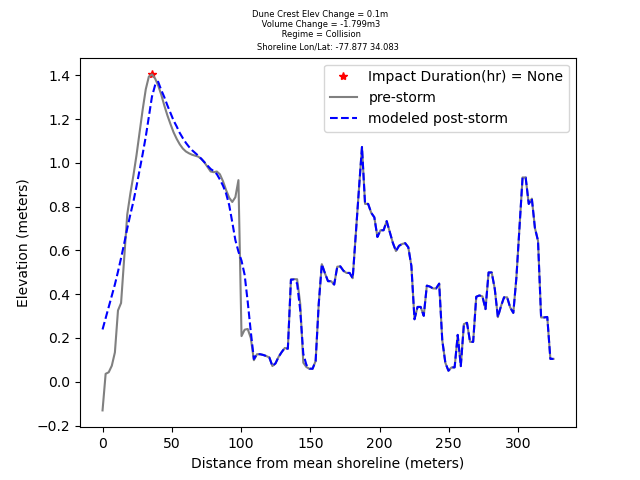 Dune Crest Elev Change = 0.1m
Volume Change = -1.799m3
Regime = Collision
Shoreline Lon/Lat: -77.877 34.083
Impact Duration(hr) = None
pre-storm
modeled post-storm
Elevation (meters)
1.4
1.2
1.0
0.8
0.6
0.4
0.2
0.0
−0.2
0 50 100 150 200 250 300
Distance from mean shoreline (meters)